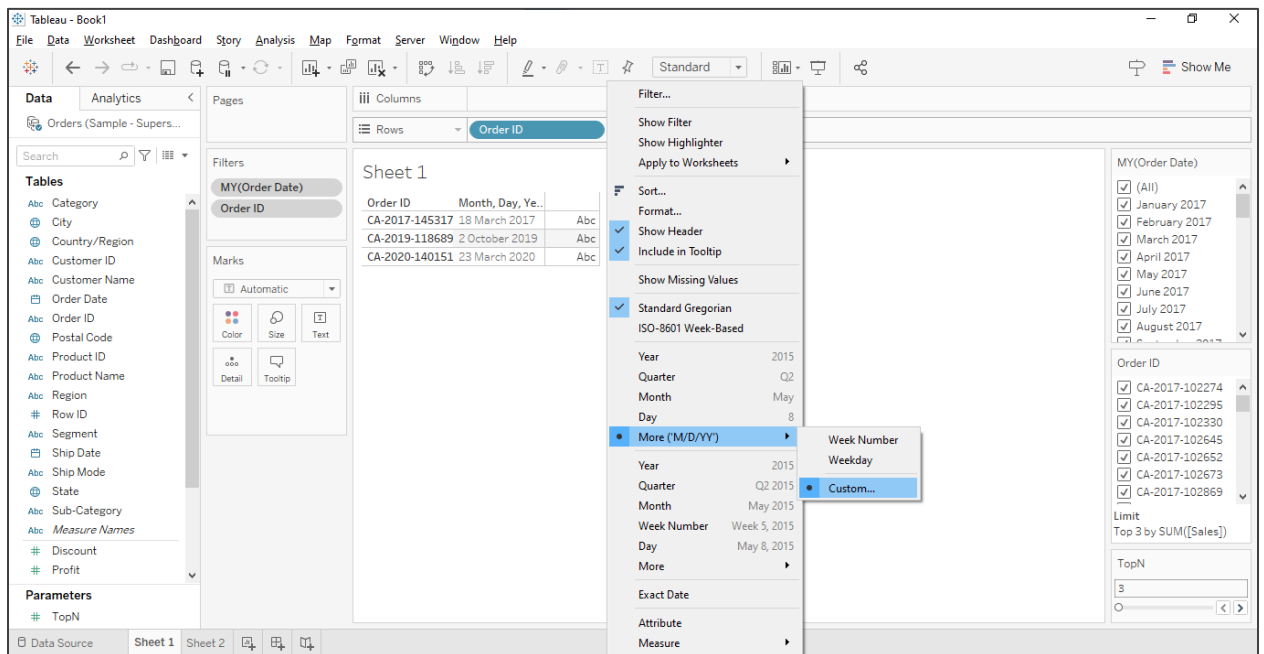 Tableau - Book1
File Data Worksheet Dashboard Story Analysis Map Format Server Window Help
Standard
Show Me
Data Analytics
Orders (Sample - Supers...
Search
Tables
Abc Category
City
Country/Region
Abc Customer ID
Abc Customer Name
Order Date
Abc Order ID
Postal Code
Abc Product ID
Abc Product Name
Abc Region
# Row ID
Abc Segment
Ship Date
Abc Ship Mode
State
Abc Sub-Category
Abc Measure Names
# Discount
# Profit
Parameters
# TopN
Pages
Filters
MY(Order Date)
Order ID
Marks
Automatic
Color Size Text
Detail Tooltip
Columns
Rows Order ID
Sheet 1
Order ID Month, Day, Ye..
CA-2017-145317 18 March 2017 Abc
CA-2019-118689 2 October 2019 Abc
CA-2020-140151 23 March 2020 Abc
Filter...
Show Filter
Show Highlighter
Apply to Worksheets
Sort...
Format...
Show Header
Include in Tooltip
Show Missing Values
Standard Gregorian
ISO-8601 Week-Based
Year 2015
Quarter Q2
Month May
Day 8
More ('M/D/YY')
Year 2015
Quarter Q2 2015
Month May 2015
Week Number Week 5, 2015
Day May 8, 2015
More
Exact Date
Attribute
Measure
Week Number
Weekday
Custom...
MY(Order Date)
(All)
January 2017
February 2017
March 2017
April 2017
May 2017
June 2017
July 2017
August 2017
Order ID
CA-2017-102274
CA-2017-102295
CA-2017-102330
CA-2017-102645
CA-2017-102652
CA-2017-102673
CA-2017-102869
Limit
Top 3 by SUM([Sales])
TopN
3
Data Source Sheet 1 Sheet 2